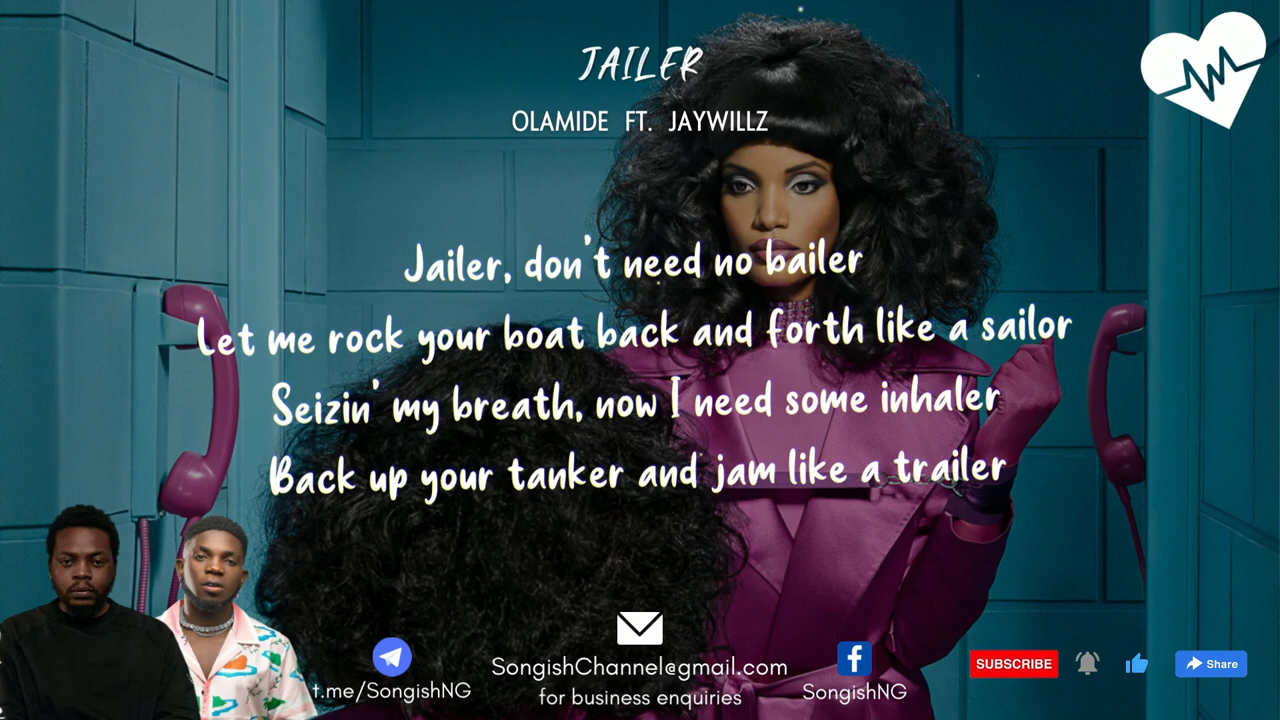 JAILER
OLAMIDE FT. JAYWILLZ
Jailer, don't need no bailer
Let me rock your boat back and forth like a sailor
Seizin' my breath, now I need some inhaler
Back up your tanker and jam like a trailer
t.me/SongishNG
SongishChannel@gmail.com
for business enquiries
SongishNG
SUBSCRIBE
Share